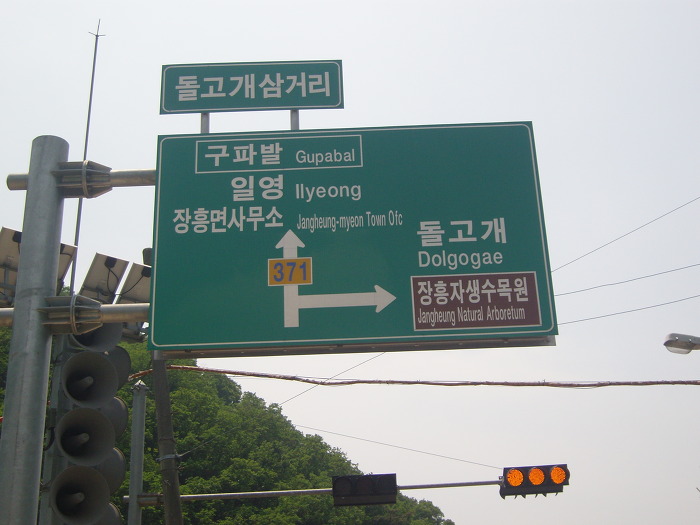 돌고개삼거리
구파발 Gupabal
일영 Ilyeong
장흥면사무소 Jangheung-myeon Town Ofc
371
돌고개
Dolgogae
장흥자생수목원
Jangheung Natural Arboretum